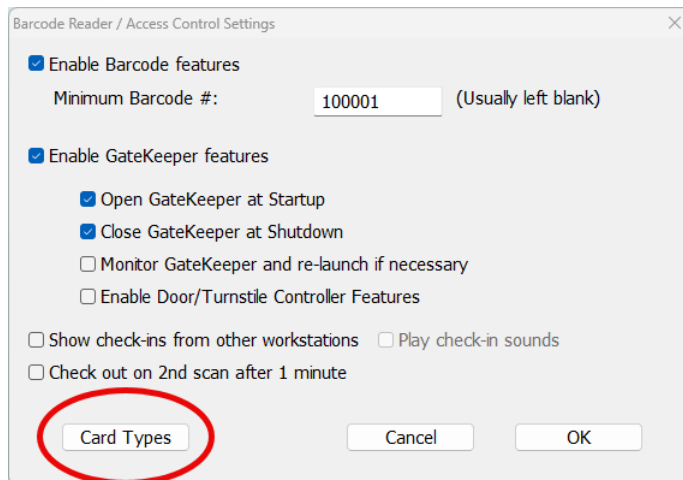 Barcode Reader / Access Control Settings
Enable Barcode features
Minimum Barcode #: 100001 (Usually left blank)
Enable GateKeeper features
Open GateKeeper at Startup
Close GateKeeper at Shutdown
Monitor GateKeeper and re-launch if necessary
Enable Door/Turnstile Controller Features
Show check-ins from other workstations Play check-in sounds
Check out on 2nd scan after 1 minute
Card Types Cancel OK